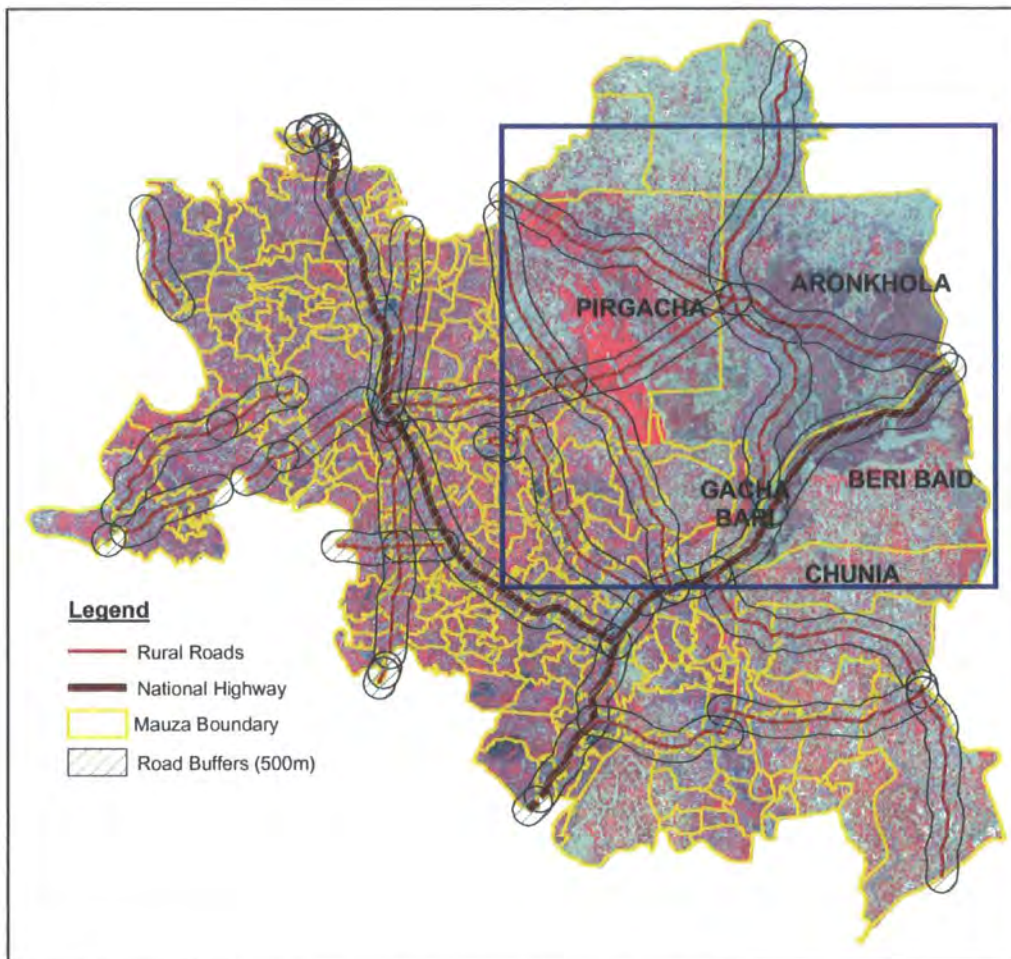 ARONKHOLA
PIRGACHA
GACHA
BARI
BERI BAID
CHUNIA
Legend
Rural Roads
National Highway
Mauza Boundary
Road Buffers (500m)